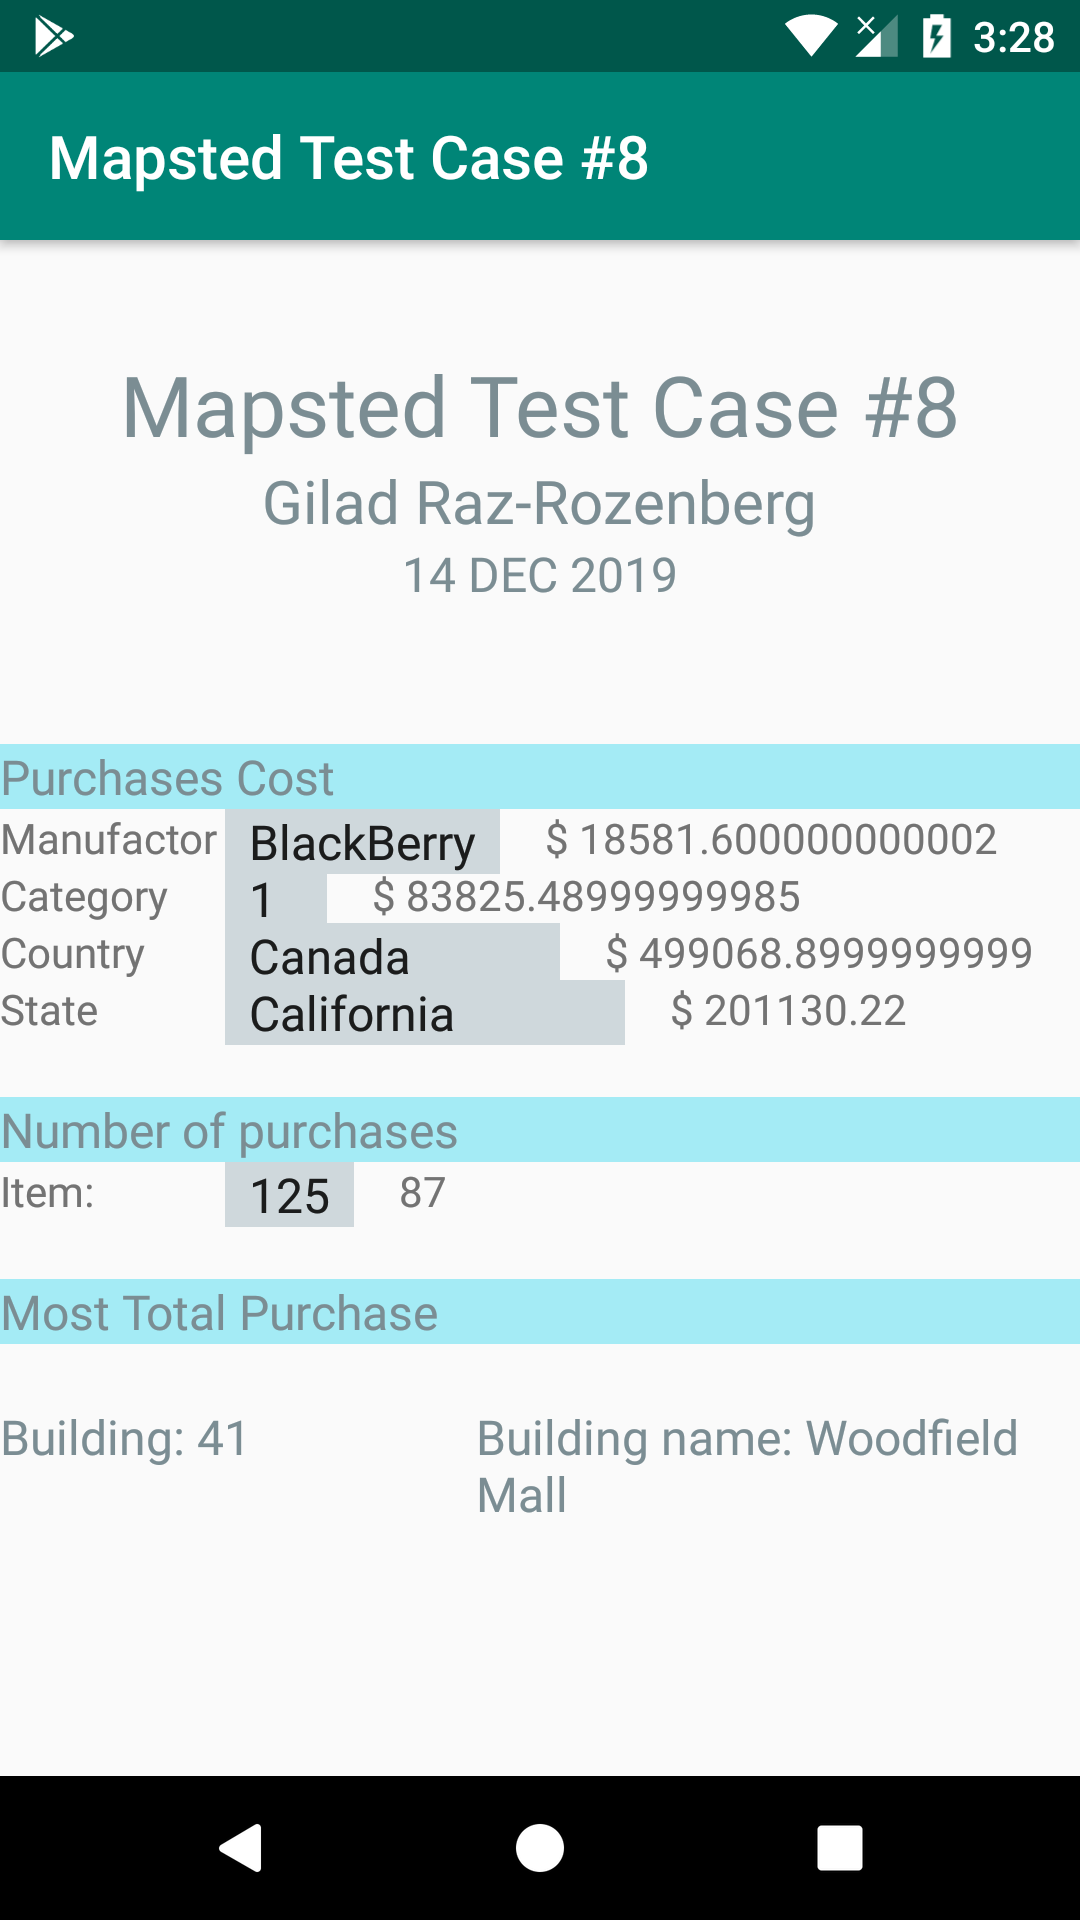 3:28
Mapsted Test Case #8
Mapsted Test Case #8
Gilad Raz-Rozenberg
14 DEC 2019
Purchases Cost
Manufactor BlackBerry $ 18581.600000000002
Category 1 $ 83825.48999999985
Country Canada $ 499068.8999999999
State California $ 201130.22
Number of purchases
Item: 125 87
Most Total Purchase
Building: 41 Building name: Woodfield
Mall